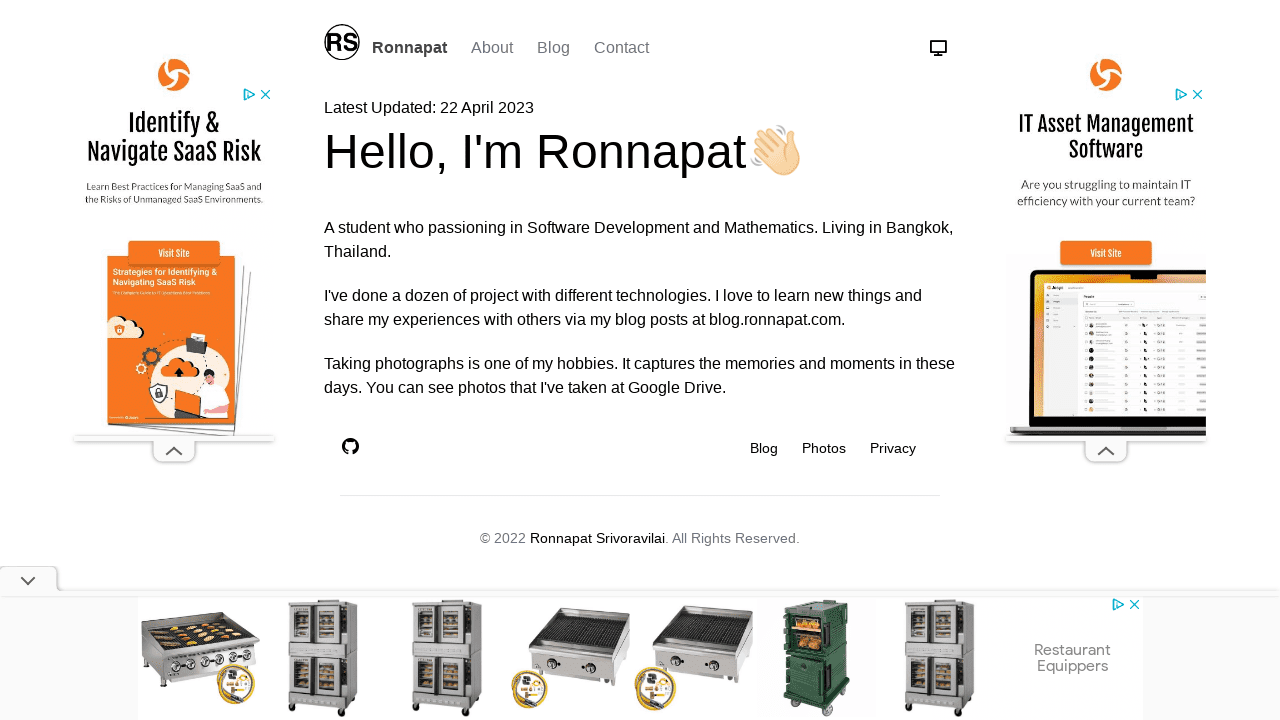 RS Ronnapat About Blog Contact
Latest Updated: 22 April 2023
Hello, I'm Ronnapat
A student who passioning in Software Development and Mathematics. Living in Bangkok,
Thailand.
I've done a dozen of project with different technologies. I love to learn new things and
share my experiences with others via my blog posts at blog.ronnapat.com.
Taking photographs is one of my hobbies. It captures the memories and moments in these
days. You can see photos that I've taken at Google Drive.
Blog Photos Privacy
© 2022 Ronnapat Srivoravilai. All Rights Reserved.
Identify &
Navigate SaaS Risk
Learn Best Practices for Managing SaaS and
the Risks of Unmanaged SaaS Environments.
Visit Site
Strategies for Identifying &
Navigating SaaS Risk
IT Asset Management
Software
Are you struggling to maintain IT
efficiency with your current team?
Visit Site
Restaurant
Equippers